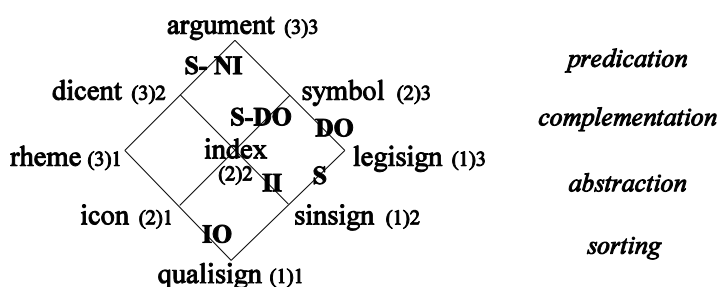 argument (3)3
S- NI
predication
dicent (3)2
symbol (2)3
S-DO
DO
complementation
rheme (3)1
index
(2)2
legisign (1)3
II
S
abstraction
icon (2)1
sinsign (1)2
IO
sorting
qualisign (1)1